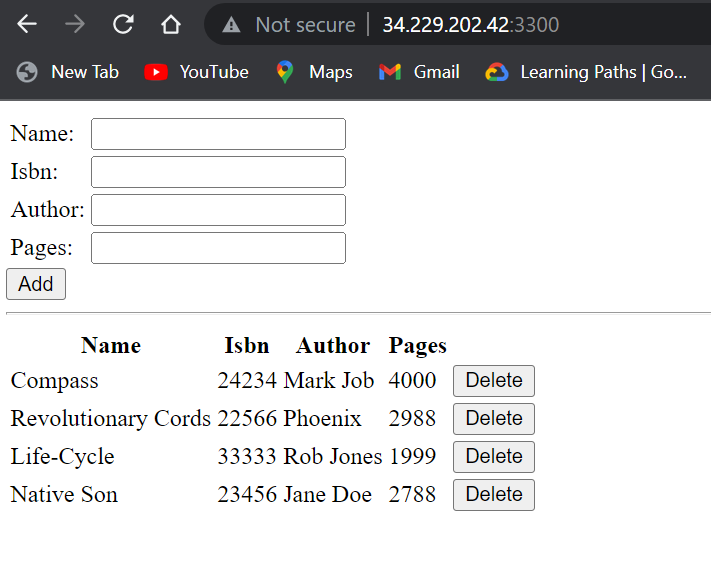 Not secure | 34.229.202.42:3300
New Tab YouTube Maps Gmail Learning Paths | Go...
Name:
Isbn:
Author:
Pages:
Add
Name Isbn Author Pages
Compass 24234 Mark Job 4000 Delete
Revolutionary Cords 22566 Phoenix 2988 Delete
Life-Cycle 33333 Rob Jones 1999 Delete
Native Son 23456 Jane Doe 2788 Delete